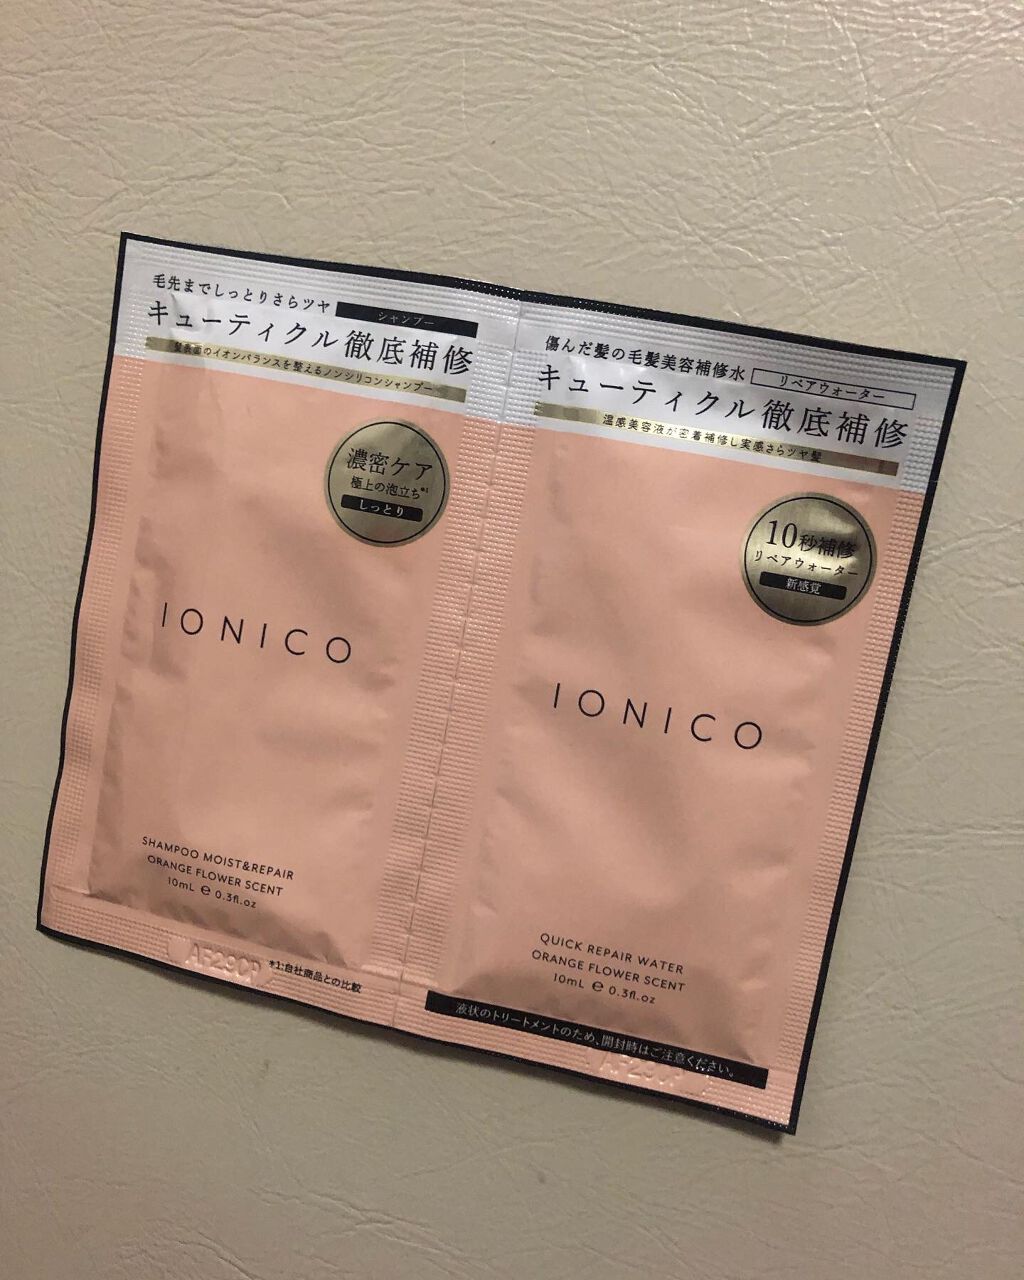 毛先までしっとりさらツヤ シャンプー
キューティクル徹底補修
髪表面のイオンバランスを整えるノンシリコンシャンプー
濃密ケア
極上の泡立ち*1
しっとり
IONICO
SHAMPOO MOIST&REPAIR
ORANGE FLOWER SCENT
10mL ℮ 0.3fl.oz
AF29CP
*1:自社商品との比較
傷んだ髪の毛髪美容補修水 リペアウォーター
キューティクル徹底補修
温感美容液が密着補修し実感さらツヤ髪
10秒補修
リペアウォーター
新感覚
IONICO
QUICK REPAIR WATER
ORANGE FLOWER SCENT
10mL ℮ 0.3fl.oz
液状のトリートメントのため、開封時はご注意ください。